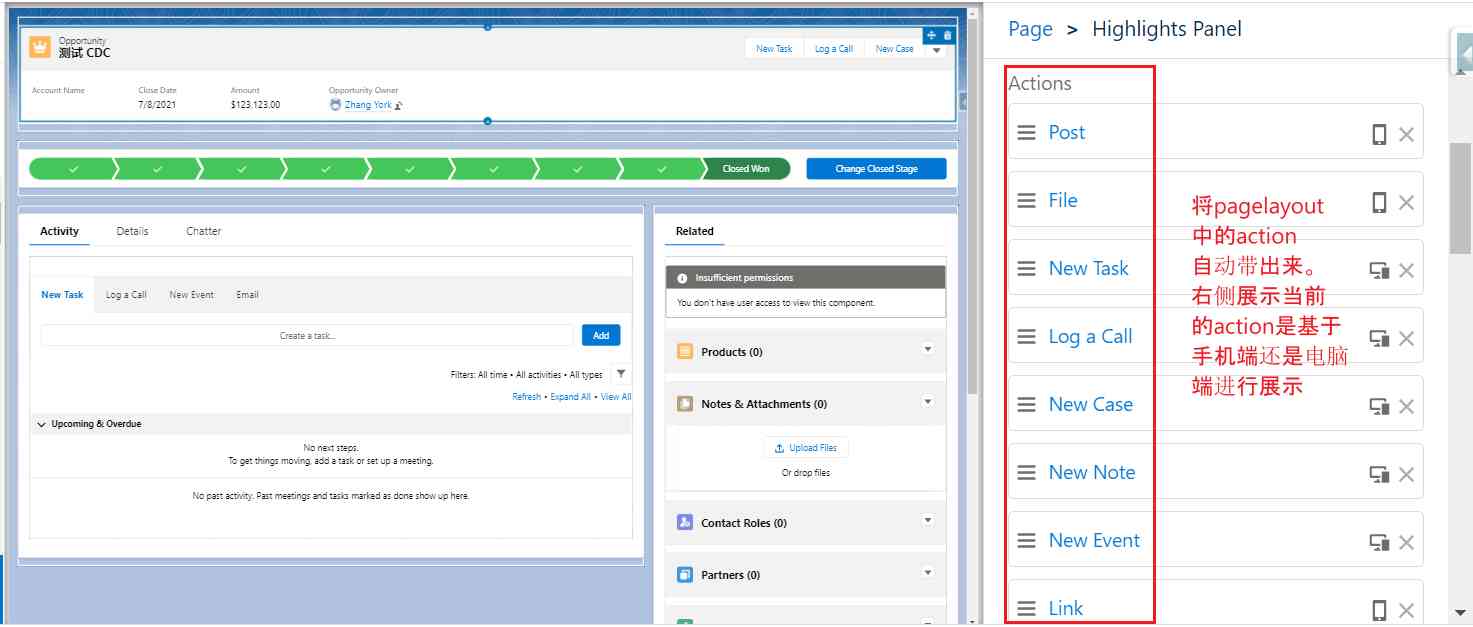 Opportunity
测试 CDC
New Task
Log a Call
New Case
Account Name
Close Date
Amount
Opportunity Owner
7/8/2021
$123,123.00
Zhang York
Closed Won
Change Closed Stage
Activity
Details
Chatter
New Task
Log a Call
New Event
Email
Create a task...
Add
Filters: All time • All activities • All types
Refresh • Expand All • View All
Upcoming & Overdue
No next steps.
To get things moving, add a task or set up a meeting.
No past activity. Past meetings and tasks marked as done show up here.
Related
Insufficient permissions
You don't have user access to view this component.
Products (0)
Notes & Attachments (0)
Upload Files
Or drop files
Contact Roles (0)
Partners (0)
Page > Highlights Panel
Actions
Post
File
New Task
Log a Call
New Case
New Note
New Event
Link
将pagelayout
中的action
自动带出来。
右侧展示当前
的action是基于
手机端还是电脑
端进行展示